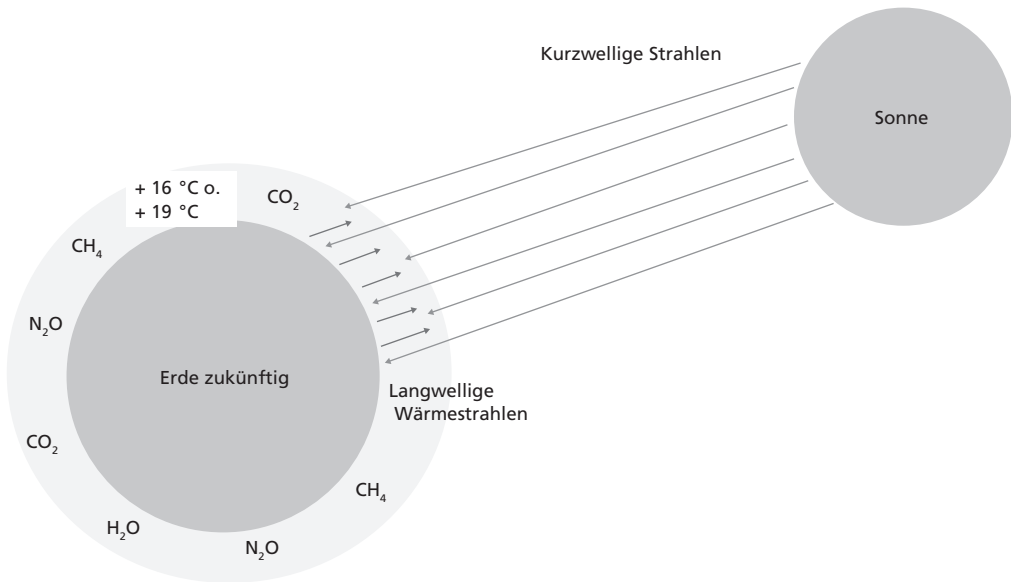 Kurzwellige Strahlen
Sonne
+ 16 °C o.
+ 19 °C
CO₂
CH₄
N₂O
Erde zukünftig
Langwellige
Wärmestrahlen
CO₂
CH₄
H₂O
N₂O